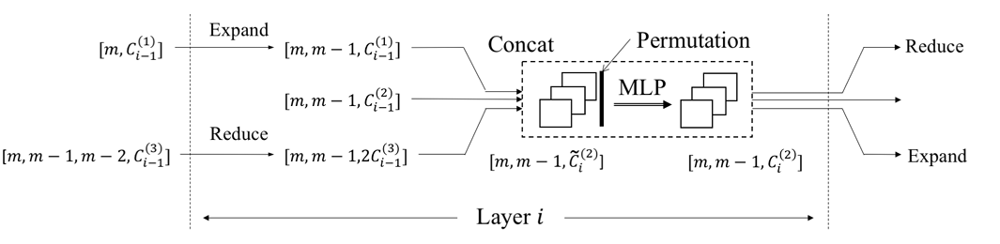 [m, C_{i-1}^{(1)}] Expand [m, m − 1, C_{i-1}^{(1)}]
Concat
Permutation
Reduce
[m, m − 1, C_{i-1}^{(2)}]
MLP
[m, m − 1, m − 2, C_{i-1}^{(3)}] Reduce [m, m − 1,2C_{i-1}^{(3)}]
[m, m − 1, C̃_i^{(2)}]
[m, m − 1, C_i^{(2)}]
Expand
Layer i